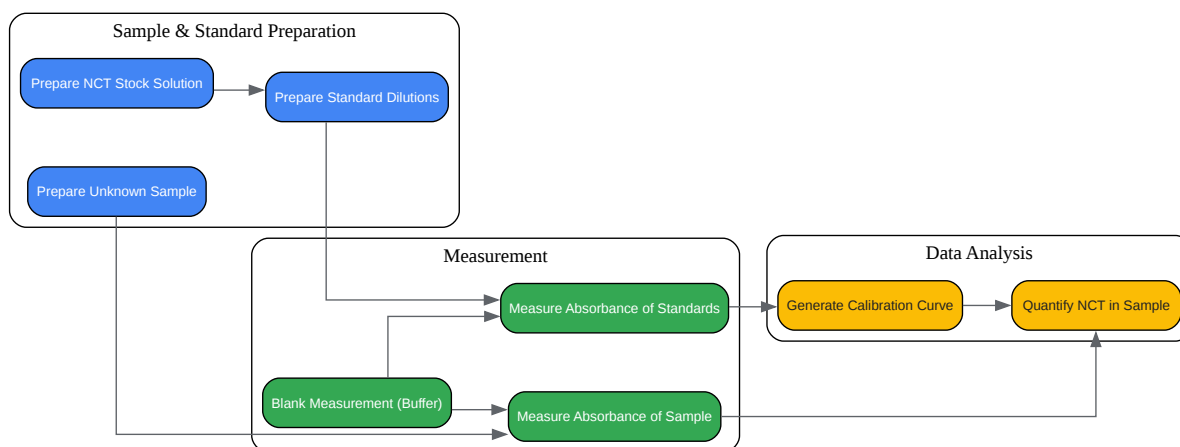 Sample & Standard Preparation
Prepare NCT Stock Solution
Prepare Standard Dilutions
Prepare Unknown Sample
Measurement
Measure Absorbance of Standards
Blank Measurement (Buffer)
Measure Absorbance of Sample
Data Analysis
Generate Calibration Curve
Quantify NCT in Sample